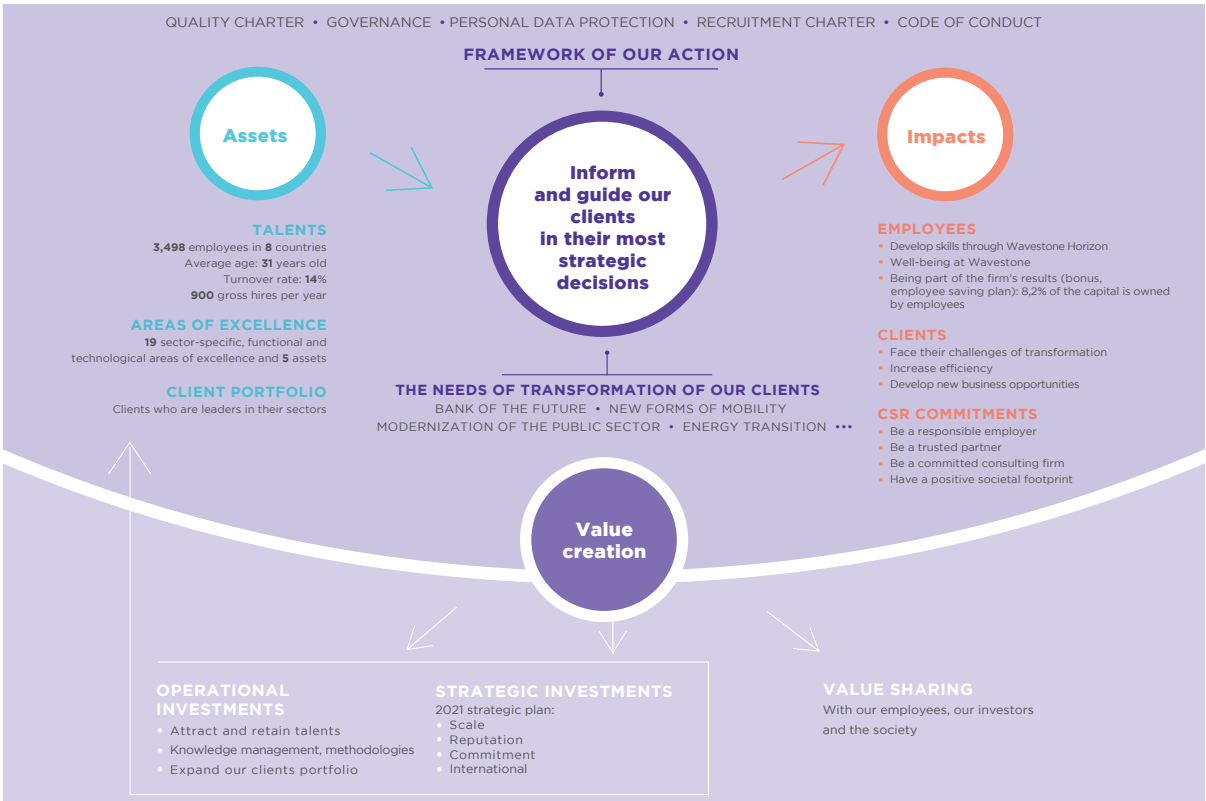 QUALITY CHARTER • GOVERNANCE • PERSONAL DATA PROTECTION • RECRUITMENT CHARTER • CODE OF CONDUCT
FRAMEWORK OF OUR ACTION
Assets
Inform
and guide our
clients
in their most
strategic
decisions
Impacts
TALENTS
3,498 employees in 8 countries
Average age: 31 years old
Turnover rate: 14%
900 gross hires per year
AREAS OF EXCELLENCE
19 sector-specific, functional and
technological areas of excellence and 5 assets
CLIENT PORTFOLIO
Clients who are leaders in their sectors
THE NEEDS OF TRANSFORMATION OF OUR CLIENTS
BANK OF THE FUTURE • NEW FORMS OF MOBILITY
MODERNIZATION OF THE PUBLIC SECTOR • ENERGY TRANSITION •••
EMPLOYEES
• Develop skills through Wavestone Horizon
• Well-being at Wavestone
• Being part of the firm's results (bonus,
employee saving plan): 8,2% of the capital is owned
by employees
CLIENTS
• Face their challenges of transformation
• Increase efficiency
• Develop new business opportunities
CSR COMMITMENTS
• Be a responsible employer
• Be a trusted partner
• Be a committed consulting firm
• Have a positive societal footprint
Value
creation
OPERATIONAL
INVESTMENTS
• Attract and retain talents
• Knowledge management, methodologies
• Expand our clients portfolio
STRATEGIC INVESTMENTS
2021 strategic plan:
• Scale
• Reputation
• Commitment
• International
VALUE SHARING
With our employees, our investors
and the society